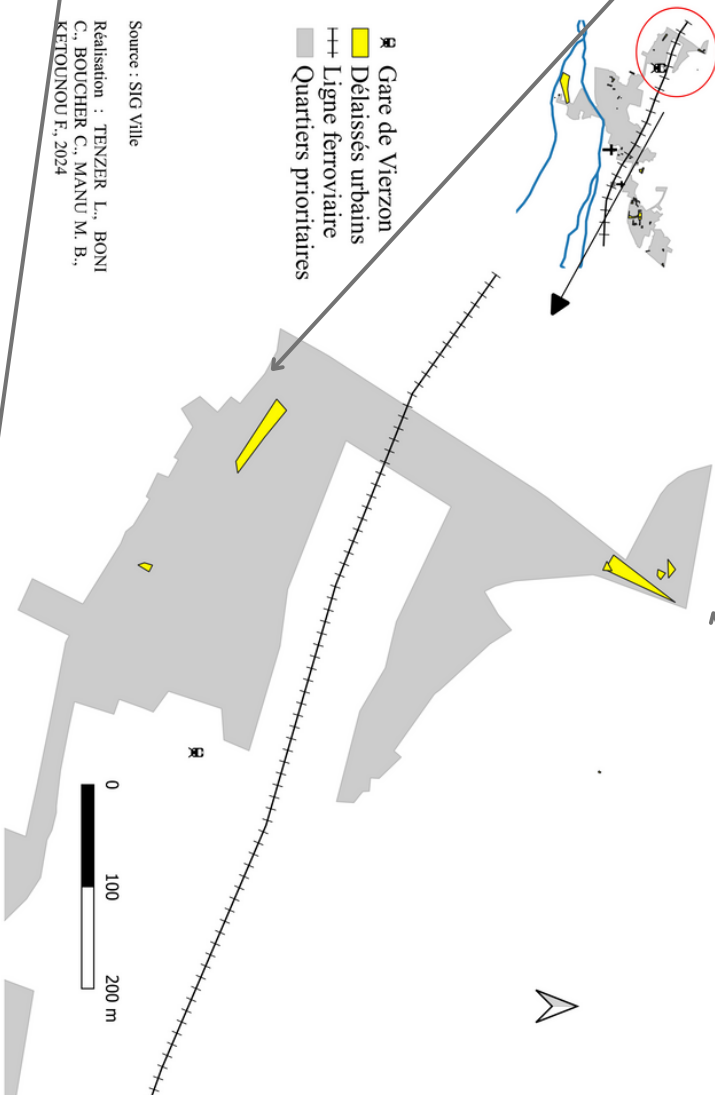 Gare de Vierzon
Délaissés urbains
Ligne ferroviaire
Quartiers prioritaires
Source : SIG Ville
Réalisation : TENZER L., BONI
C., BOUCHER C., MANU M. B.,
KETOUNOU F., 2024
0 100 200 m